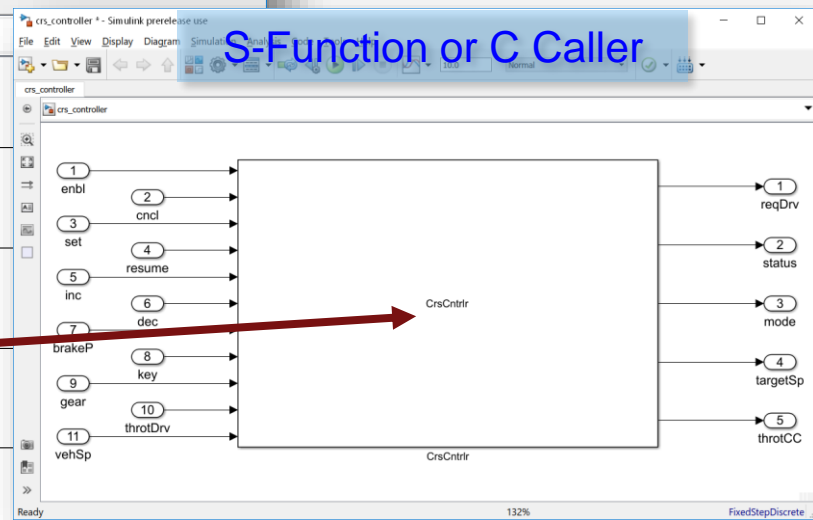 crs_controller * - Simulink prerelease use
S-Function or C Caller
File Edit View Display Diagram Simulation
10.0
Normal
crs_controller
crs_controller
1
enbl
2
cncl
3
set
4
resume
5
inc
6
dec
7
brakeP
8
key
9
gear
10
throtDrv
11
vehSp
CrsCntrlr
CrsCntrlr
1
reqDrv
2
status
3
mode
4
targetSp
5
throtCC
Ready
132%
FixedStepDiscrete